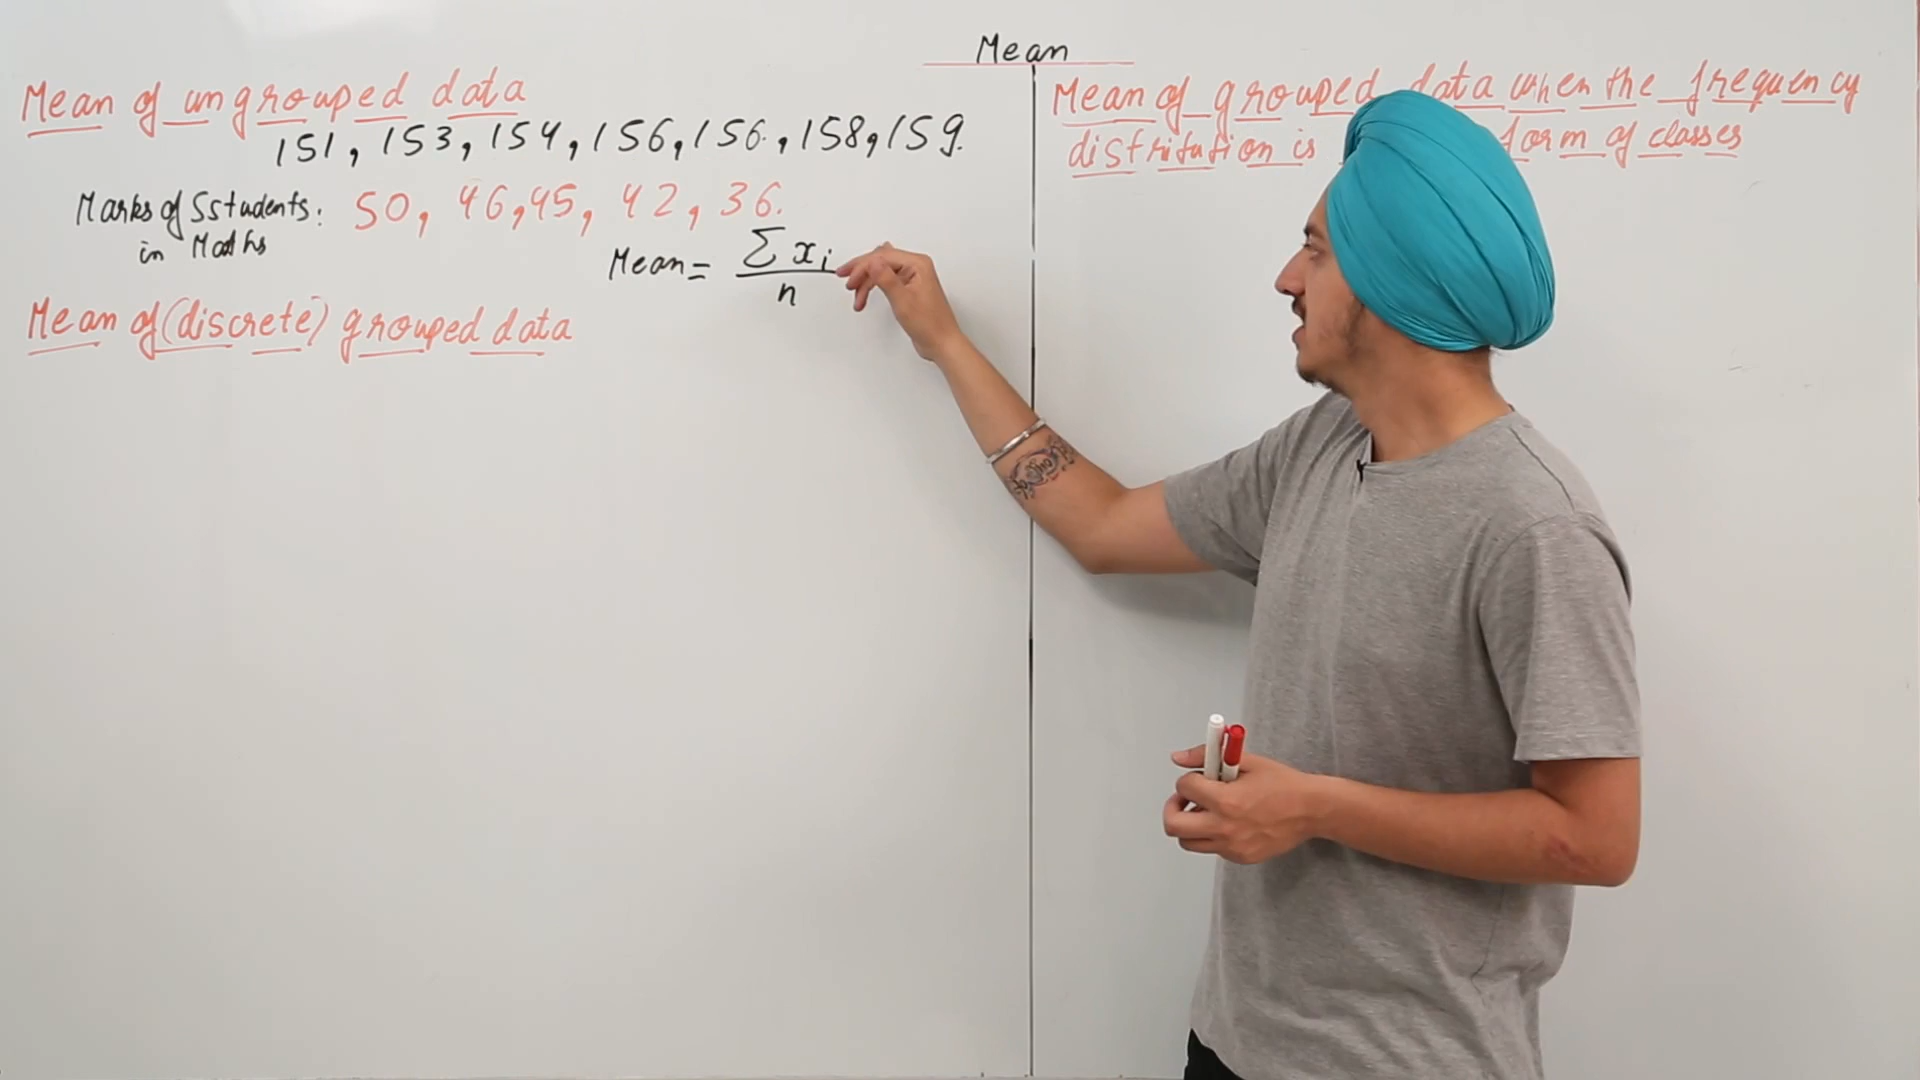 Mean
Mean of ungrouped data
151, 153, 154, 156, 156, 158, 159.
Marks of 5 students: 50, 46, 45, 42, 36.
in Maths
Mean = Σxᵢ
n
Mean of (discrete) grouped data
Mean of grouped data when the frequency
distribution is form of classes